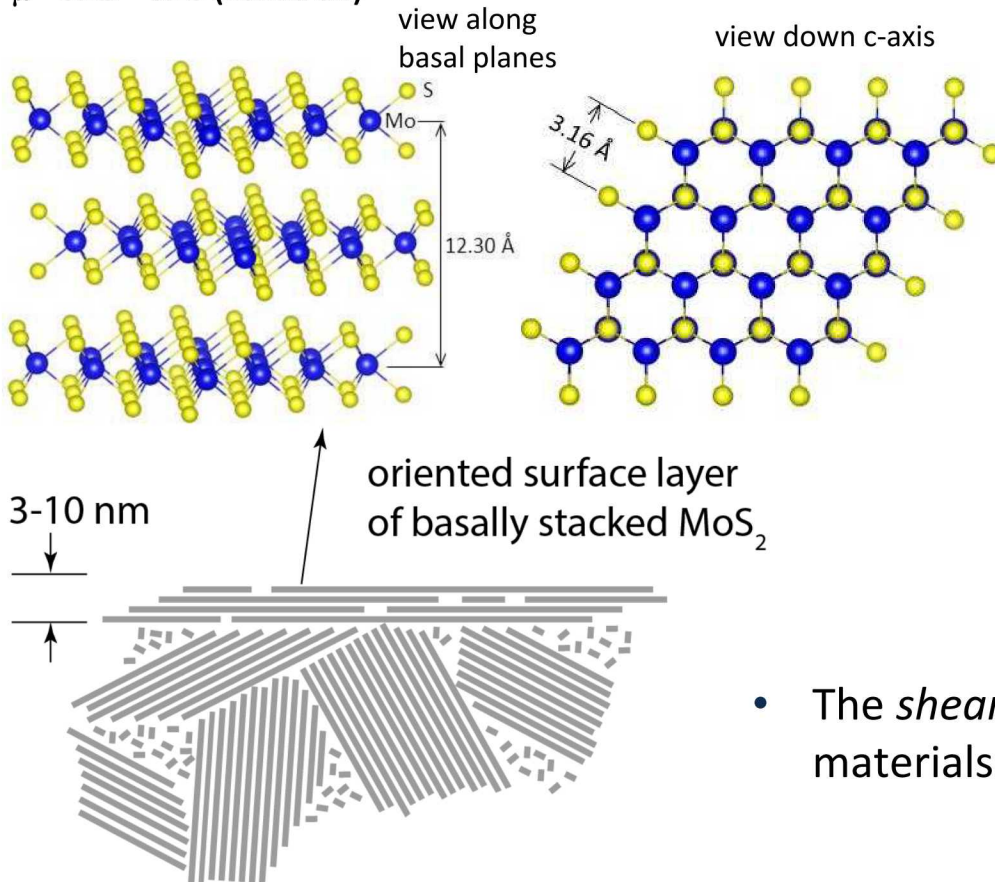 view along
basal planes
view down c-axis
S
Mo
3.16 Å
12.30 Å
oriented surface layer
of basally stacked MoS₂
3-10 nm
• The shear
materials